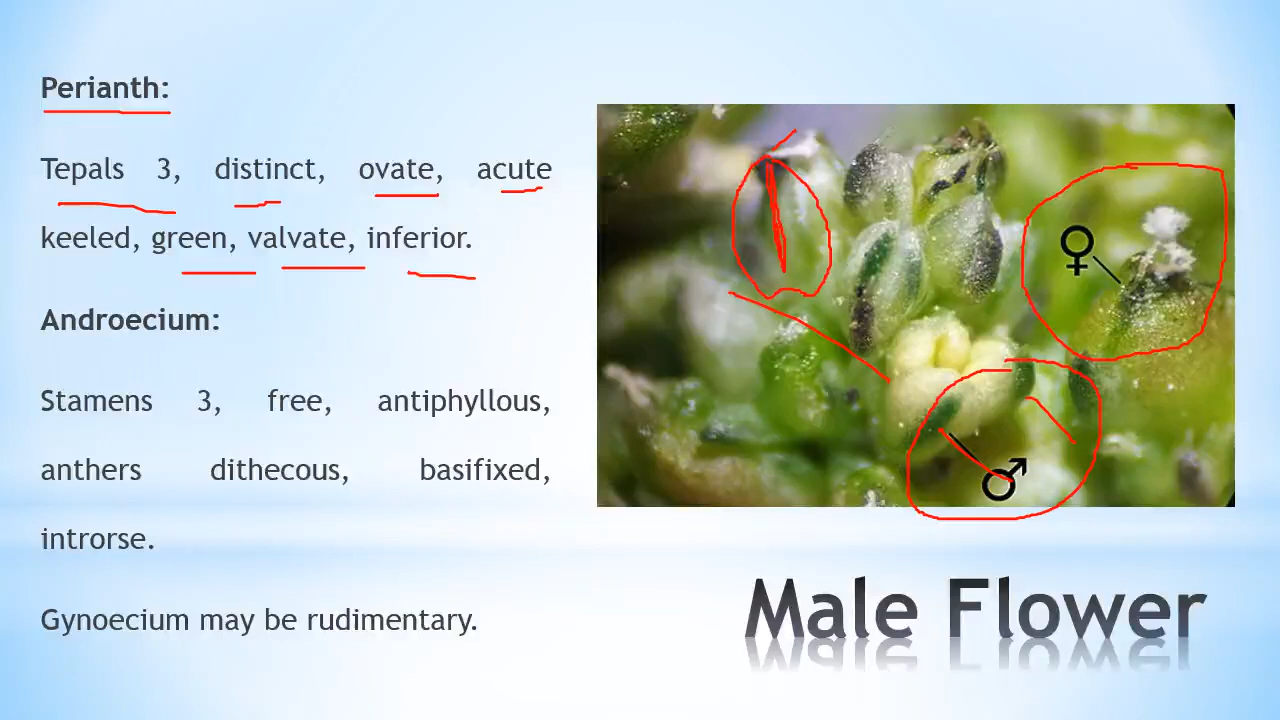 Perianth:
Tepals 3, distinct, ovate, acute
keeled, green, valvate, inferior.
Androecium:
Stamens 3, free, antiphyllous,
anthers dithecous, basifixed,
introrse.
Gynoecium may be rudimentary.
♀
♂
Male Flower